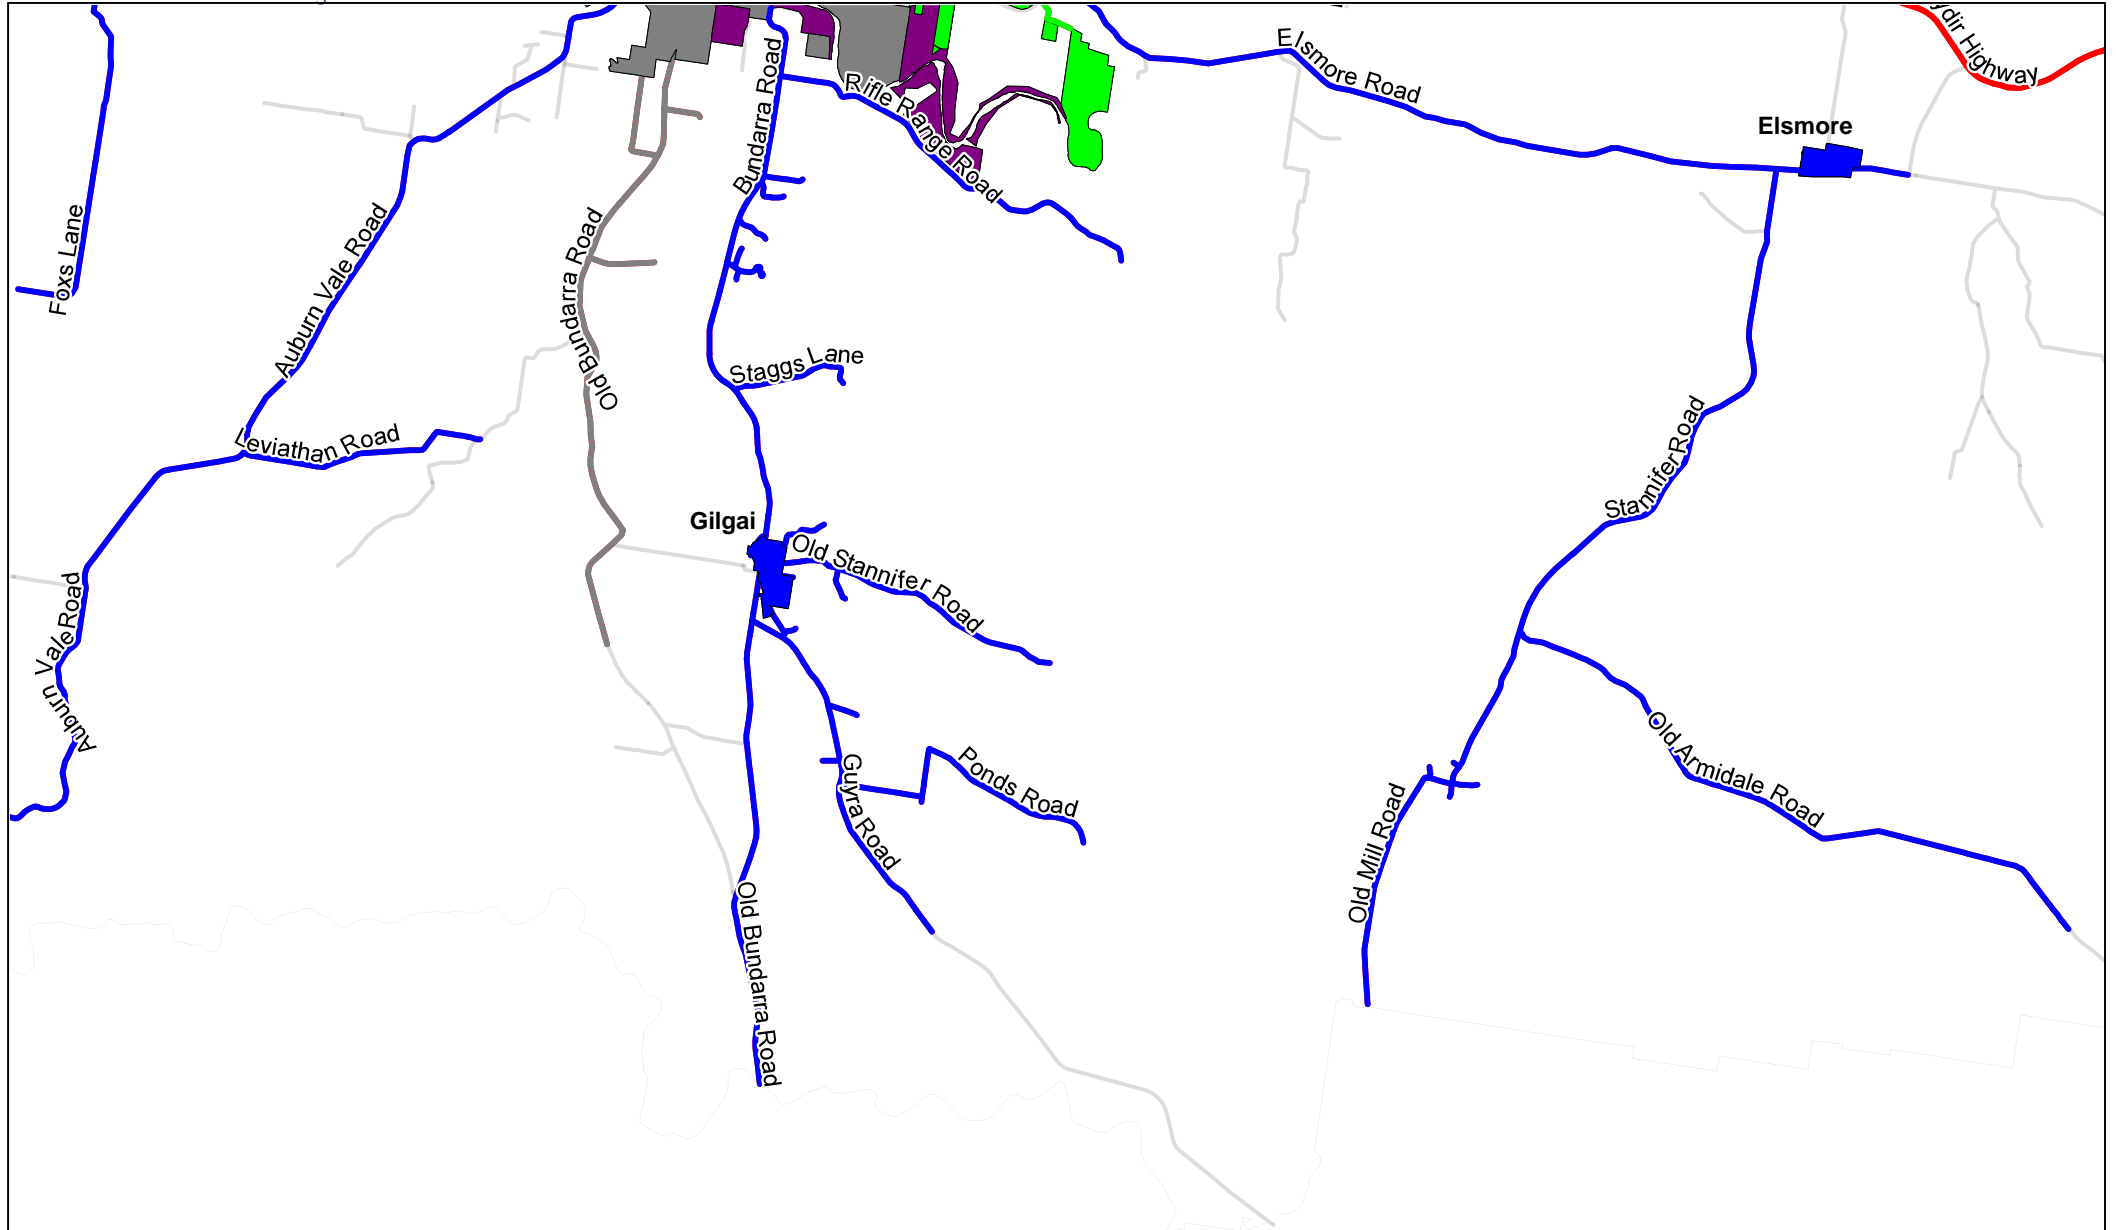 Elsmore Road
Highway
Elsmore
Bundarra Road
Rifle Range Road
Foxs Lane
Auburn Vale Road
Old Bundarra Road
Staggs Lane
Leviathan Road
Stannifer Road
Gilgai
Old Stannifer Road
Auburn Vale Road
Old Armidale Road
Guyra Road
Ponds Road
Old Mill Road
Old Bundarra Road